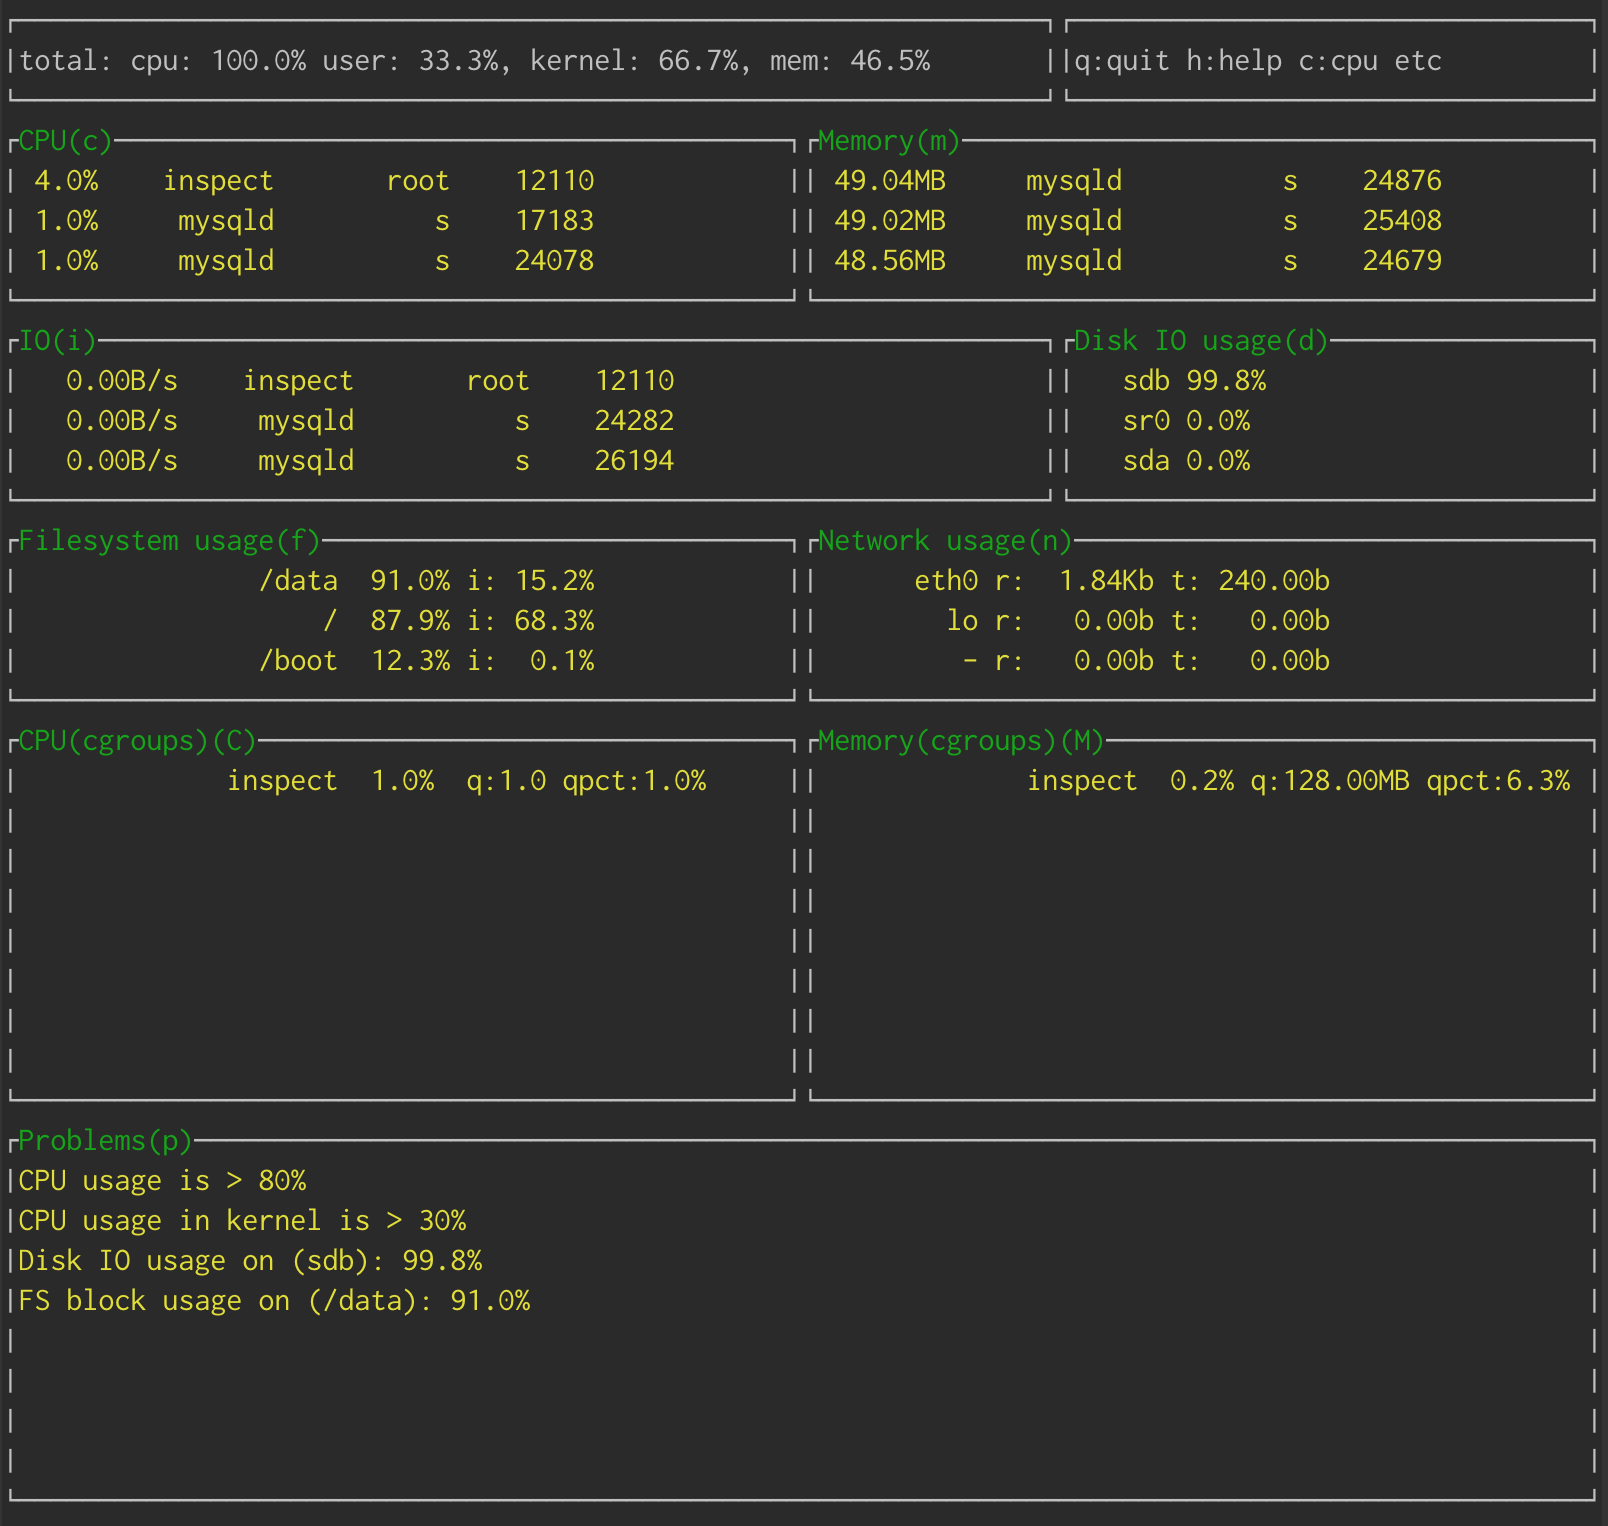 total: cpu: 100.0% user: 33.3%, kernel: 66.7%, mem: 46.5%
q:quit h:help c:cpu etc
CPU(c)
4.0% inspect root 12110
1.0% mysqld s 17183
1.0% mysqld s 24078
Memory(m)
49.04MB mysqld s 24876
49.02MB mysqld s 25408
48.56MB mysqld s 24679
IO(i)
0.00B/s inspect root 12110
0.00B/s mysqld s 24282
0.00B/s mysqld s 26194
Disk IO usage(d)
sdb 99.8%
sr0 0.0%
sda 0.0%
Filesystem usage(f)
/data 91.0% i: 15.2%
/ 87.9% i: 68.3%
/boot 12.3% i: 0.1%
Network usage(n)
eth0 r: 1.84Kb t: 240.00b
lo r: 0.00b t: 0.00b
- r: 0.00b t: 0.00b
CPU(cgroups)(C)
inspect 1.0% q:1.0 qpct:1.0%
Memory(cgroups)(M)
inspect 0.2% q:128.00MB qpct:6.3%
Problems(p)
CPU usage is > 80%
CPU usage in kernel is > 30%
Disk IO usage on (sdb): 99.8%
FS block usage on (/data): 91.0%